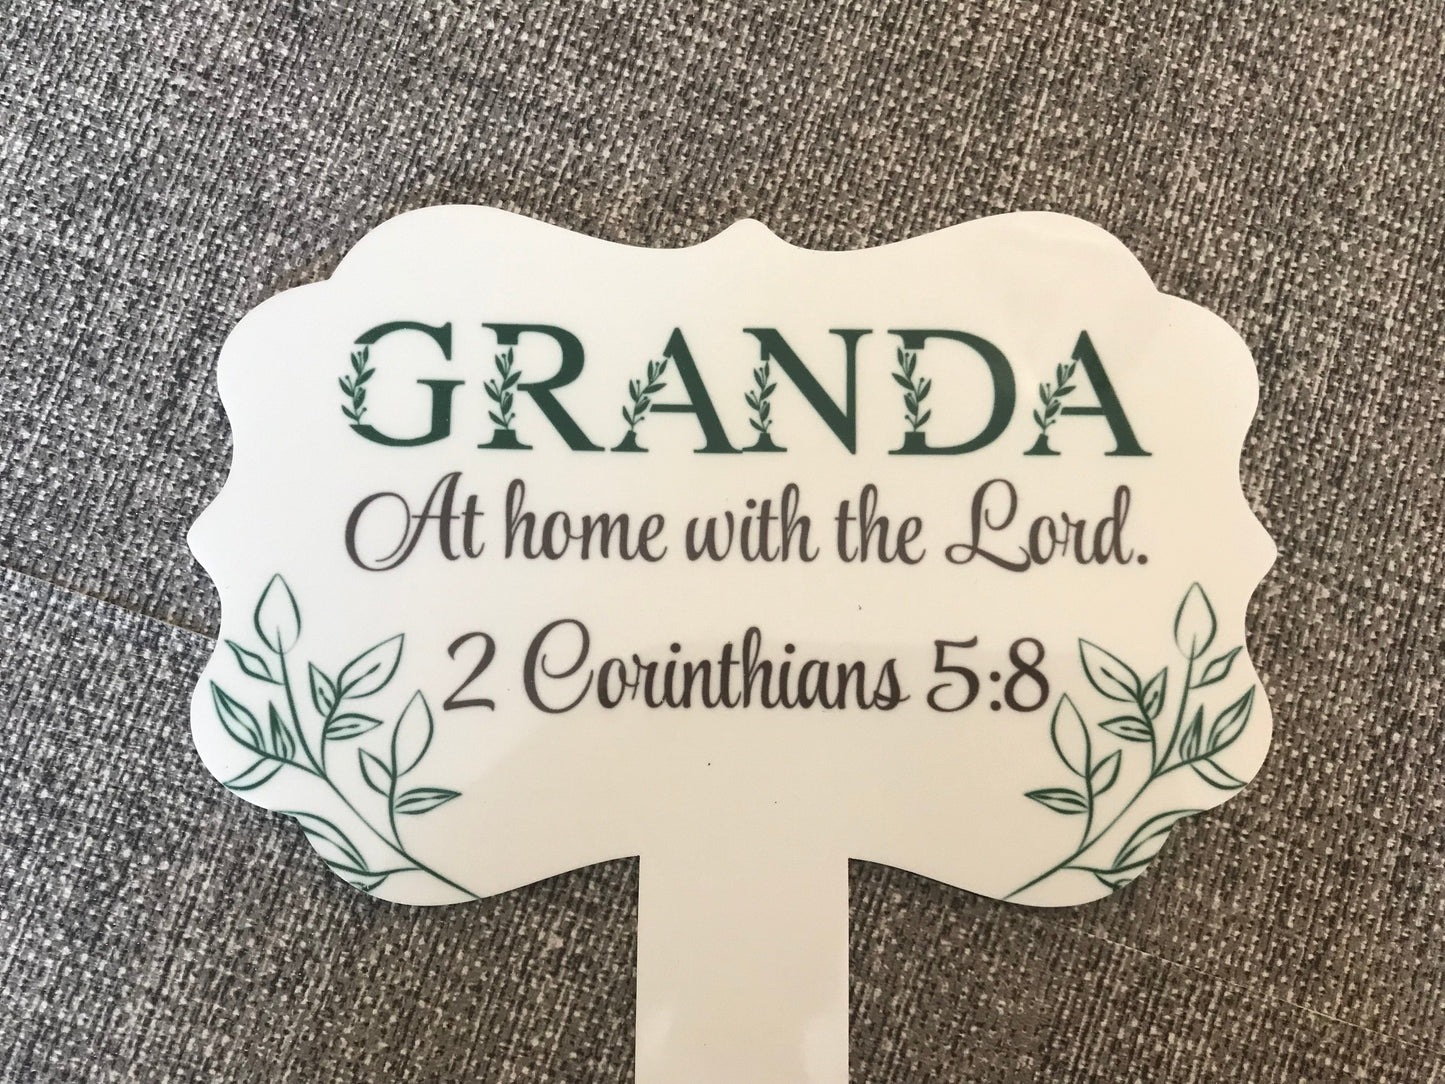 GRANDA
At home with the Lord.
2 Corinthians 5:8